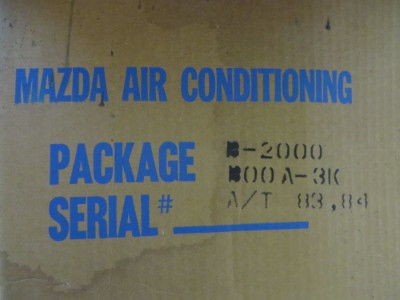 MAZDA AIR CONDITIONING
PACKAGE B-2000
00A-3K
SERIAL# A/T 83,84